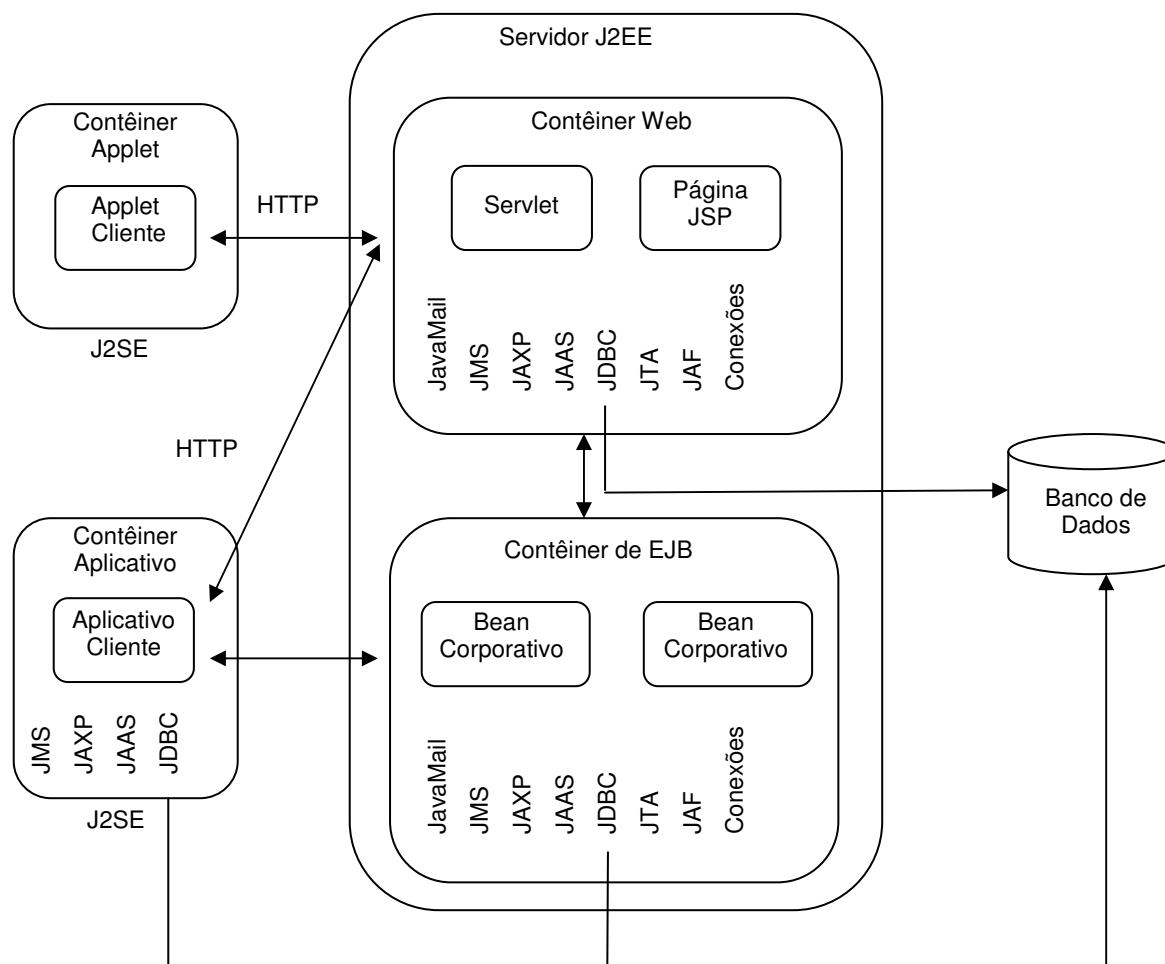 Servidor J2EE
Contêiner
Applet
Applet
Cliente
J2SE
HTTP
Contêiner Web
Servlet
Página
JSP
JavaMail
JMS
JAXP
JAAS
JDBC
JTA
JAF
Conexões
HTTP
Contêiner
Aplicativo
Aplicativo
Cliente
JMS
JAXP
JAAS
JDBC
J2SE
Contêiner de EJB
Bean
Corporativo
Bean
Corporativo
JavaMail
JMS
JAXP
JAAS
JDBC
JTA
JAF
Conexões
Banco de
Dados